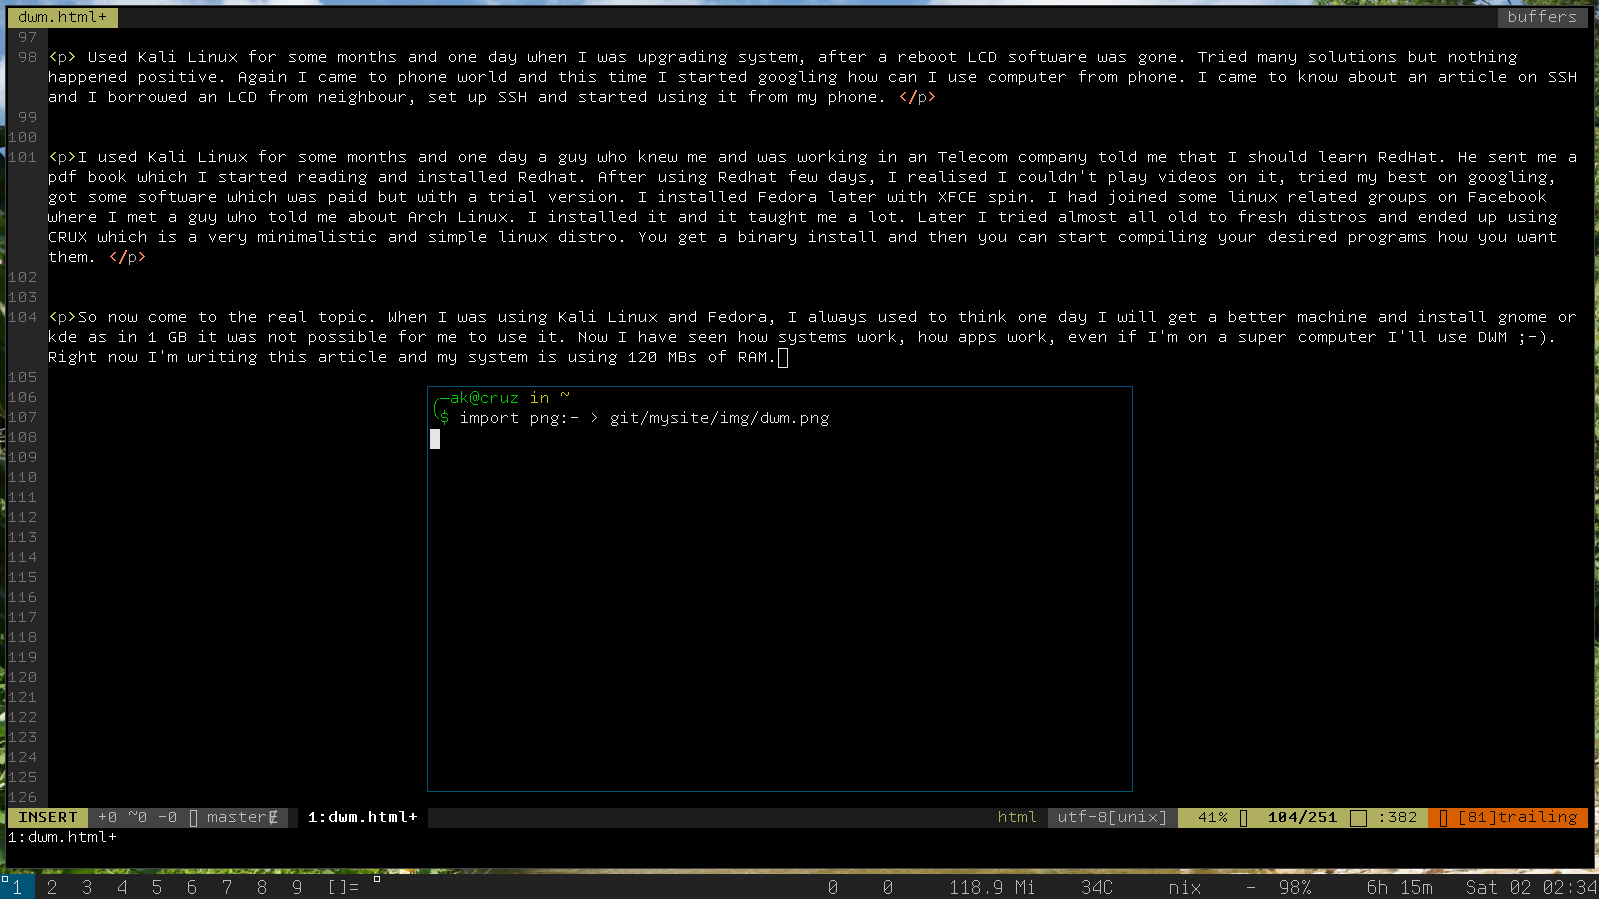 dwm.html+ buffers
97
98 <p> Used Kali Linux for some months and one day when I was upgrading system, after a reboot LCD software was gone. Tried many solutions but nothing
happened positive. Again I came to phone world and this time I started googling how can I use computer from phone. I came to know about an article on SSH
and I borrowed an LCD from neighbour, set up SSH and started using it from my phone. </p>
99
100
101 <p>I used Kali Linux for some months and one day a guy who knew me and was working in an Telecom company told me that I should learn RedHat. He sent me a
pdf book which I started reading and installed Redhat. After using Redhat few days, I realised I couldn't play videos on it, tried my best on googling,
got some software which was paid but with a trial version. I installed Fedora later with XFCE spin. I had joined some linux related groups on Facebook
where I met a guy who told me about Arch Linux. I installed it and it taught me a lot. Later I tried almost all old to fresh distros and ended up using
CRUX which is a very minimalistic and simple linux distro. You get a binary install and then you can start compiling your desired programs how you want
them. </p>
102
103
104 <p>So now come to the real topic. When I was using Kali Linux and Fedora, I always used to think one day I will get a better machine and install gnome or
kde as in 1 GB it was not possible for me to use it. Now I have seen how systems work, how apps work, even if I'm on a super computer I'll use DWM ;-).
Right now I'm writing this article and my system is using 120 MBs of RAM.
105
106 ak@cruz in ~
107 $ import png:- > git/mysite/img/dwm.png
108
109
110
111
112
113
114
115
116
117
118
119
120
121
122
123
124
125
126
INSERT +0 ~0 -0 master 1:dwm.html+ html utf-8[unix] 41% 104/251 :382 [81]trailing
1:dwm.html+
1 2 3 4 5 6 7 8 9 []= 0 0 118.9 Mi 34C nix - 98% 6h 15m Sat 02 02:34